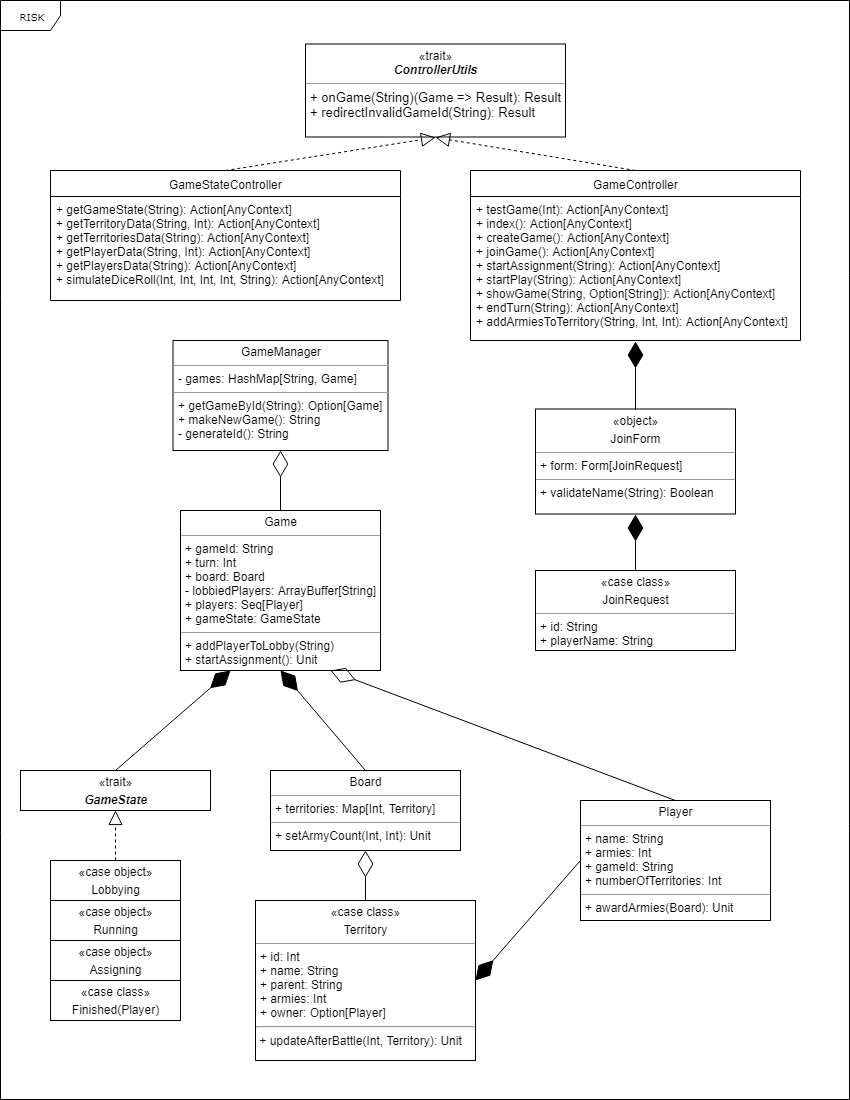 RISK
«trait»
ControllerUtils
+ onGame(String)(Game => Result): Result
+ redirectInvalidGameId(String): Result
GameStateController
+ getGameState(String): Action[AnyContext]
+ getTerritoryData(String, Int): Action[AnyContext]
+ getTerritoriesData(String): Action[AnyContext]
+ getPlayerData(String, Int): Action[AnyContext]
+ getPlayersData(String): Action[AnyContext]
+ simulateDiceRoll(Int, Int, Int, Int, String): Action[AnyContext]
GameController
+ testGame(Int): Action[AnyContext]
+ index(): Action[AnyContext]
+ createGame(): Action[AnyContext]
+ joinGame(): Action[AnyContext]
+ startAssignment(String): Action[AnyContext]
+ startPlay(String): Action[AnyContext]
+ showGame(String, Option[String]): Action[AnyContext]
+ endTurn(String): Action[AnyContext]
+ addArmiesToTerritory(String, Int, Int): Action[AnyContext]
GameManager
- games: HashMap[String, Game]
+ getGameById(String): Option[Game]
+ makeNewGame(): String
- generateId(): String
«object»
JoinForm
+ form: Form[JoinRequest]
+ validateName(String): Boolean
Game
+ gameId: String
+ turn: Int
+ board: Board
- lobbiedPlayers: ArrayBuffer[String]
+ players: Seq[Player]
+ gameState: GameState
+ addPlayerToLobby(String)
+ startAssignment(): Unit
«case class»
JoinRequest
+ id: String
+ playerName: String
«trait»
GameState
Board
+ territories: Map[Int, Territory]
+ setArmyCount(Int, Int): Unit
Player
+ name: String
+ armies: Int
+ gameId: String
+ numberOfTerritories: Int
+ awardArmies(Board): Unit
«case object»
Lobbying
«case object»
Running
«case object»
Assigning
«case class»
Finished(Player)
«case class»
Territory
+ id: Int
+ name: String
+ parent: String
+ armies: Int
+ owner: Option[Player]
+ updateAfterBattle(Int, Territory): Unit